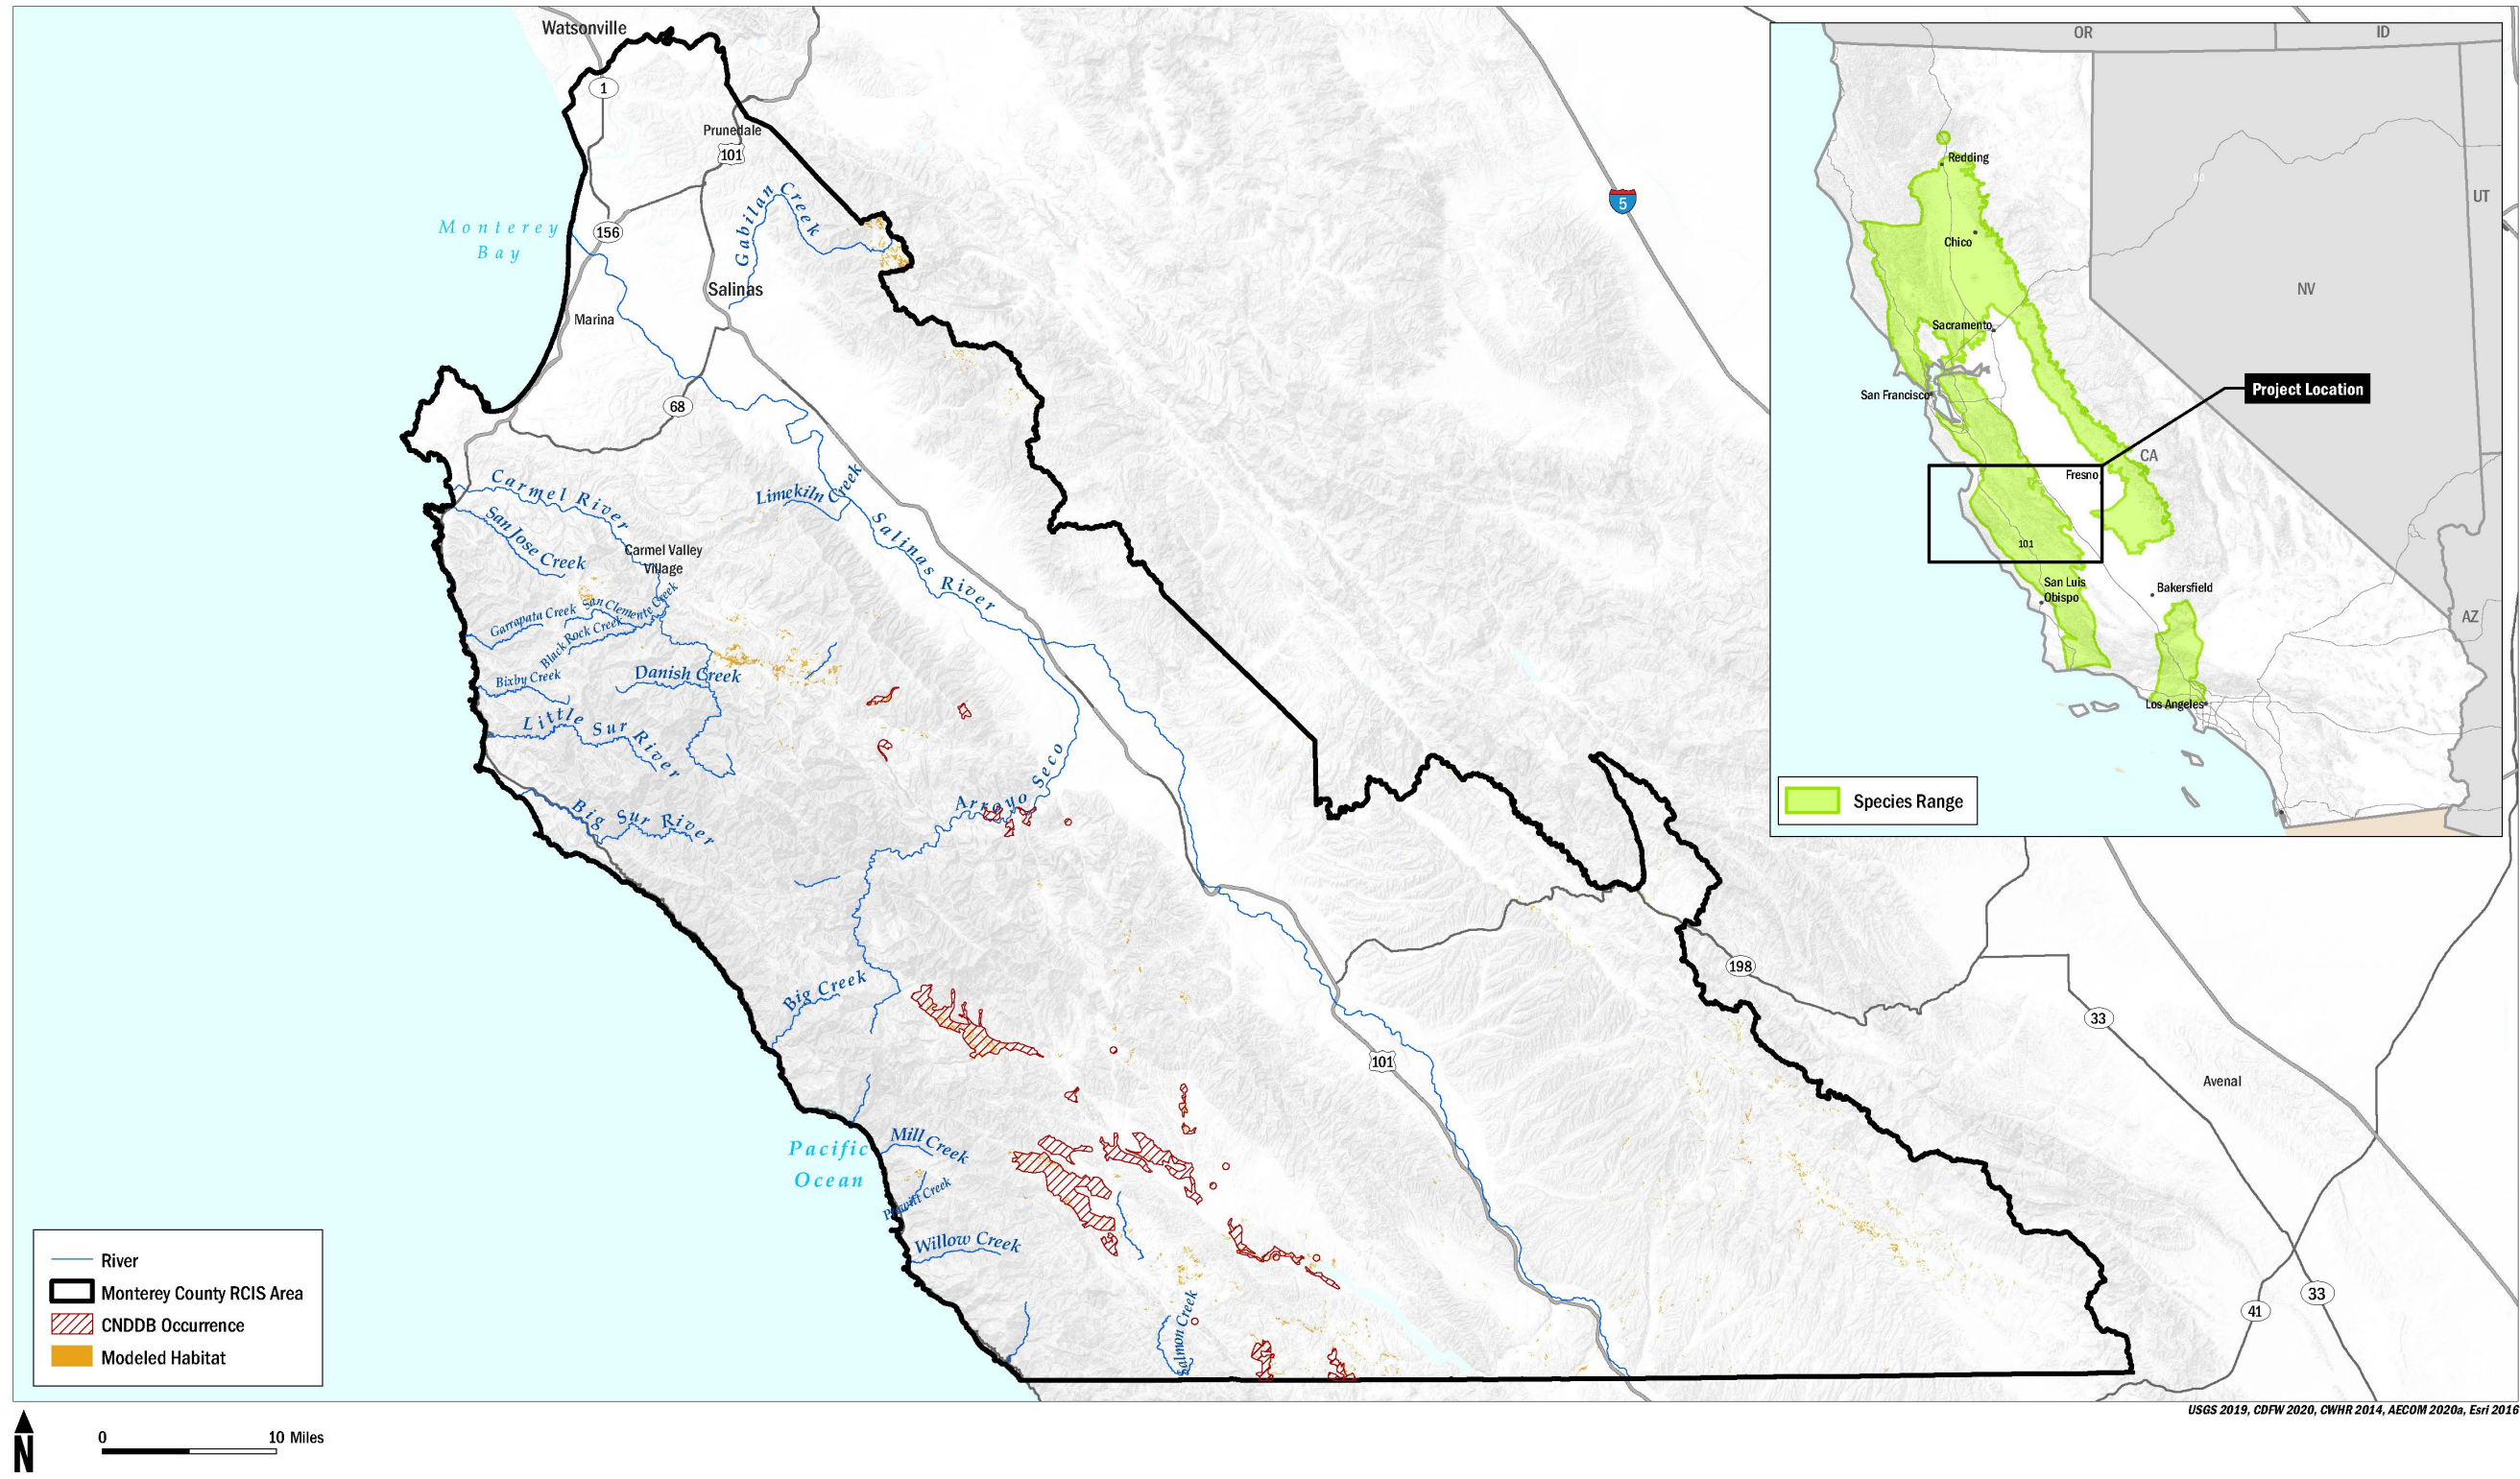 Watsonville
1
Prunedale
101
Monterey
Bay
156
Gabilan Creek
Salinas
Marina
68
5
Carmel River
San Jose Creek
Limekiln Creek
Salinas River
Carmel Valley
Village
Garrapata Creek
San Clemente Creek
Black Rock Creek
Bixby Creek
Danish Creek
Little Sur River
Big Sur River
Arroyo Seco
Big Creek
198
33
101
Avenal
Pacific
Ocean
Mill Creek
Prewitt Creek
Willow Creek
Salmon Creek
41
33
OR
ID
UT
NV
CA
AZ
Redding
Chico
Sacramento
San Francisco
Fresno
101
San Luis
Obispo
Bakersfield
Los Angeles
Project Location
Species Range
River
Monterey County RCIS Area
CNDDB Occurrence
Modeled Habitat
N
0 10 Miles
USGS 2019, CDFW 2020, CWHR 2014, AECOM 2020a, Esri 2016